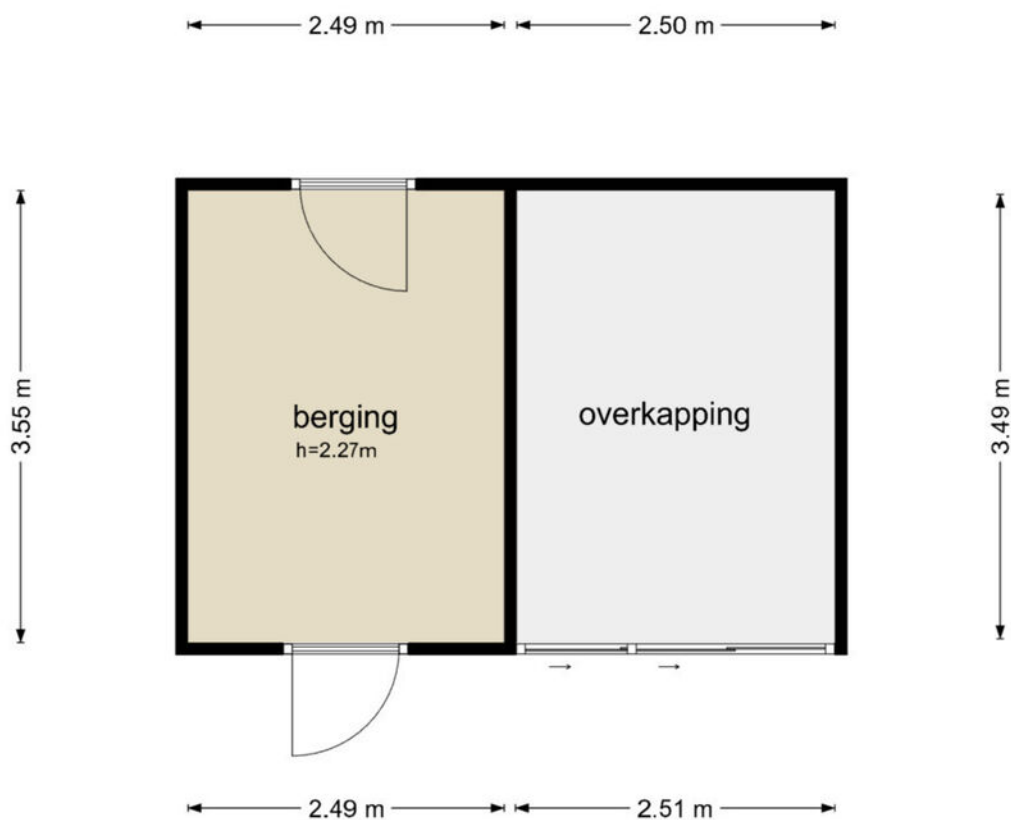 2.49 m
2.50 m
3.55 m
berging
h=2.27m
overkapping
3.49 m
2.49 m
2.51 m